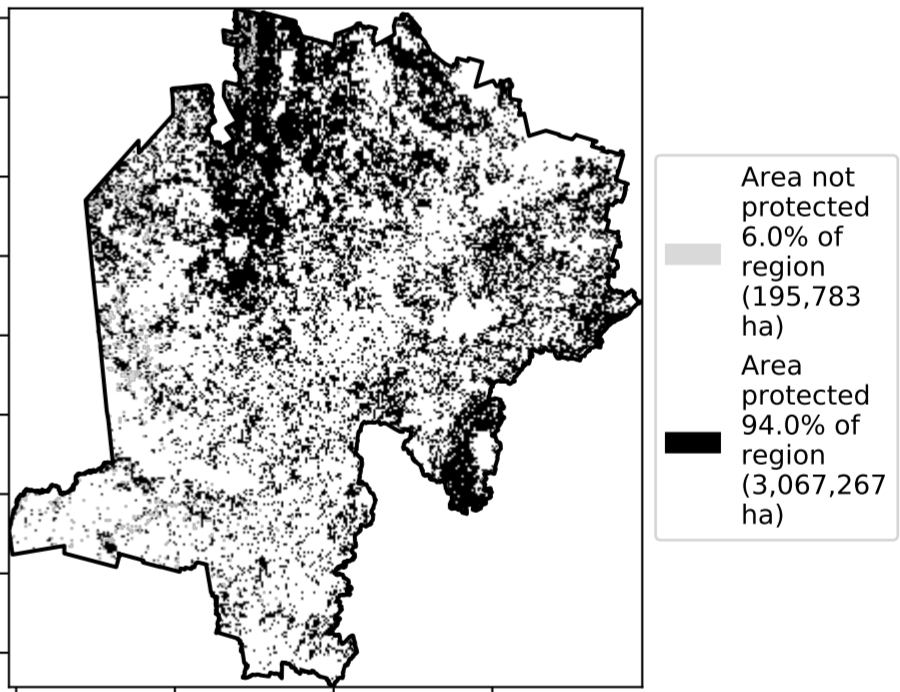 Area not
protected
6.0% of
region
(195,783
ha)
Area
protected
94.0% of
region
(3,067,267
ha)